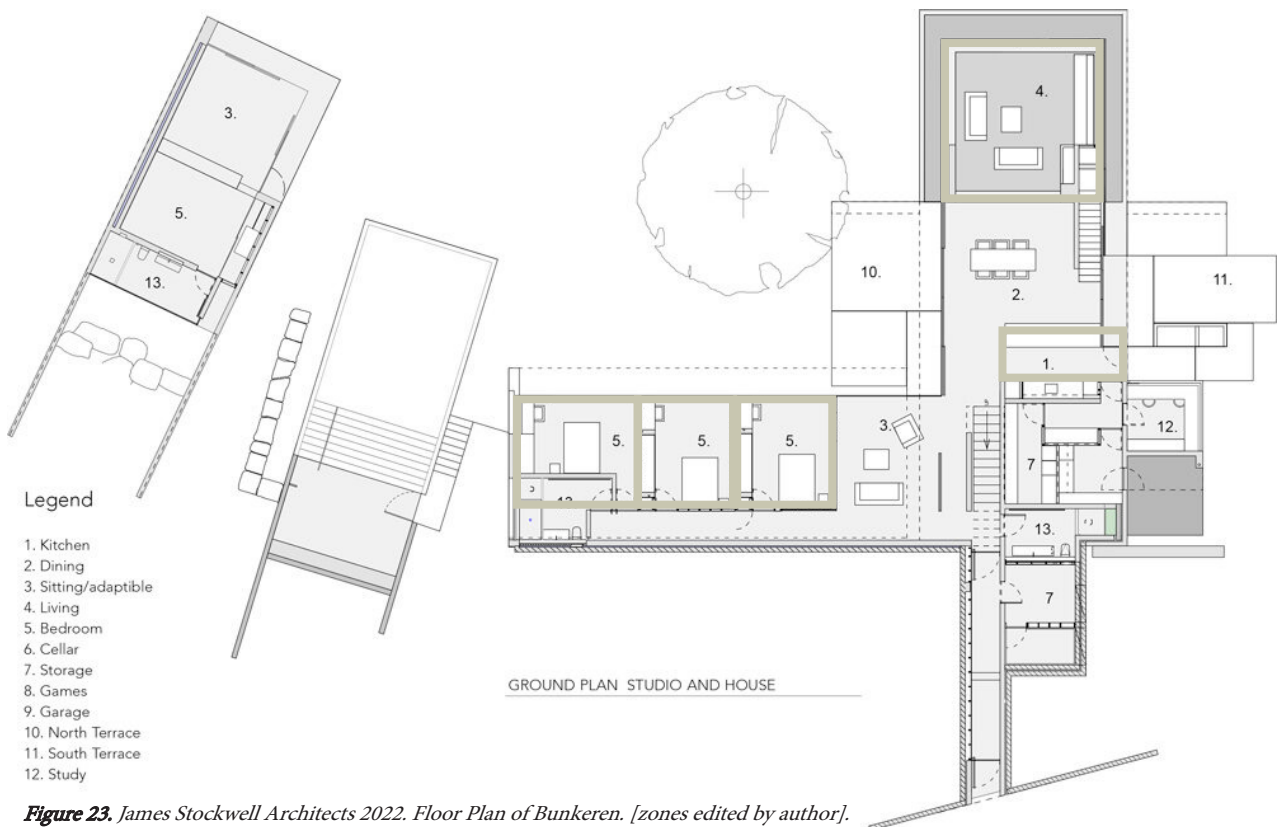 3.
4.
5.
13.
10.
11.
2.
1.
5.
5.
5.
3.
12.
7
13.
7
Legend
1. Kitchen
2. Dining
3. Sitting/adaptible
4. Living
5. Bedroom
6. Cellar
7. Storage
8. Games
9. Garage
10. North Terrace
11. South Terrace
12. Study
GROUND PLAN STUDIO AND HOUSE
Figure 23. James Stockwell Architects 2022. Floor Plan of Bunkeren. [zones edited by author].